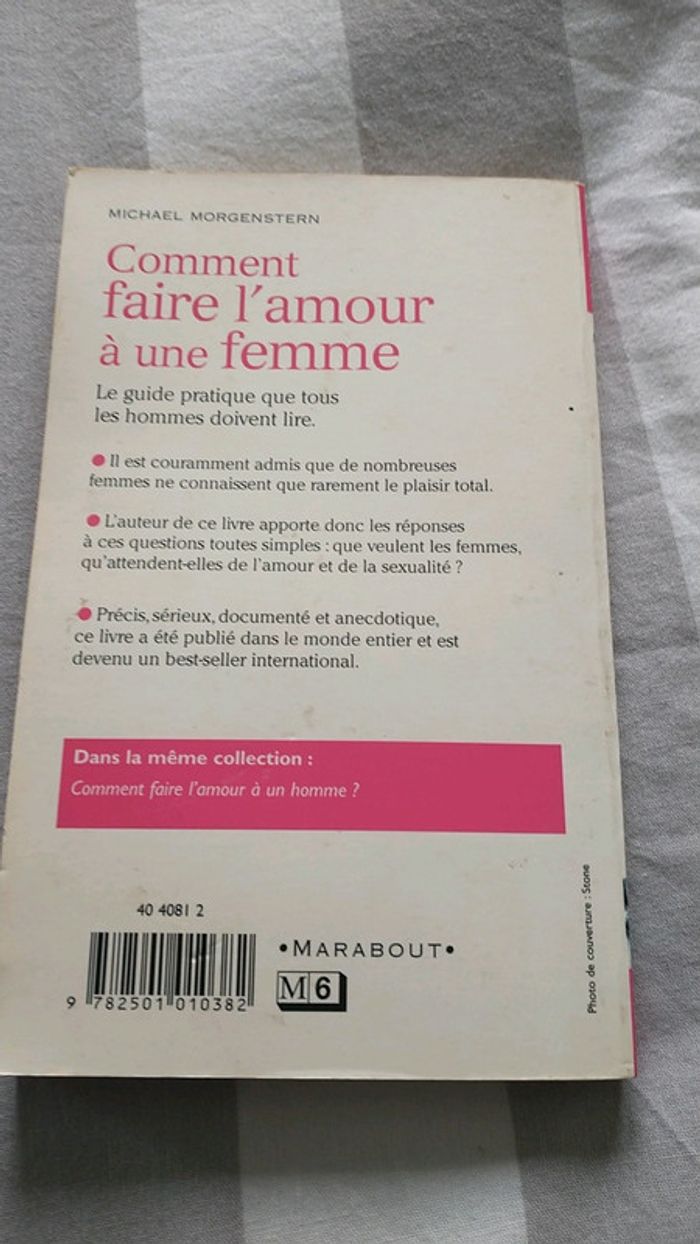 MICHAEL MORGENSTERN
Comment
faire l'amour
à une femme
Le guide pratique que tous
les hommes doivent lire.
● Il est couramment admis que de nombreuses
femmes ne connaissent que rarement le plaisir total.
● L'auteur de ce livre apporte donc les réponses
à ces questions toutes simples : que veulent les femmes,
qu'attendent-elles de l'amour et de la sexualité ?
● Précis, sérieux, documenté et anecdotique,
ce livre a été publié dans le monde entier et est
devenu un best-seller international.
Dans la même collection :
Comment faire l'amour à un homme ?
40 4081 2
9 782501 010382
•MARABOUT•
M6
Photo de couverture : Stone